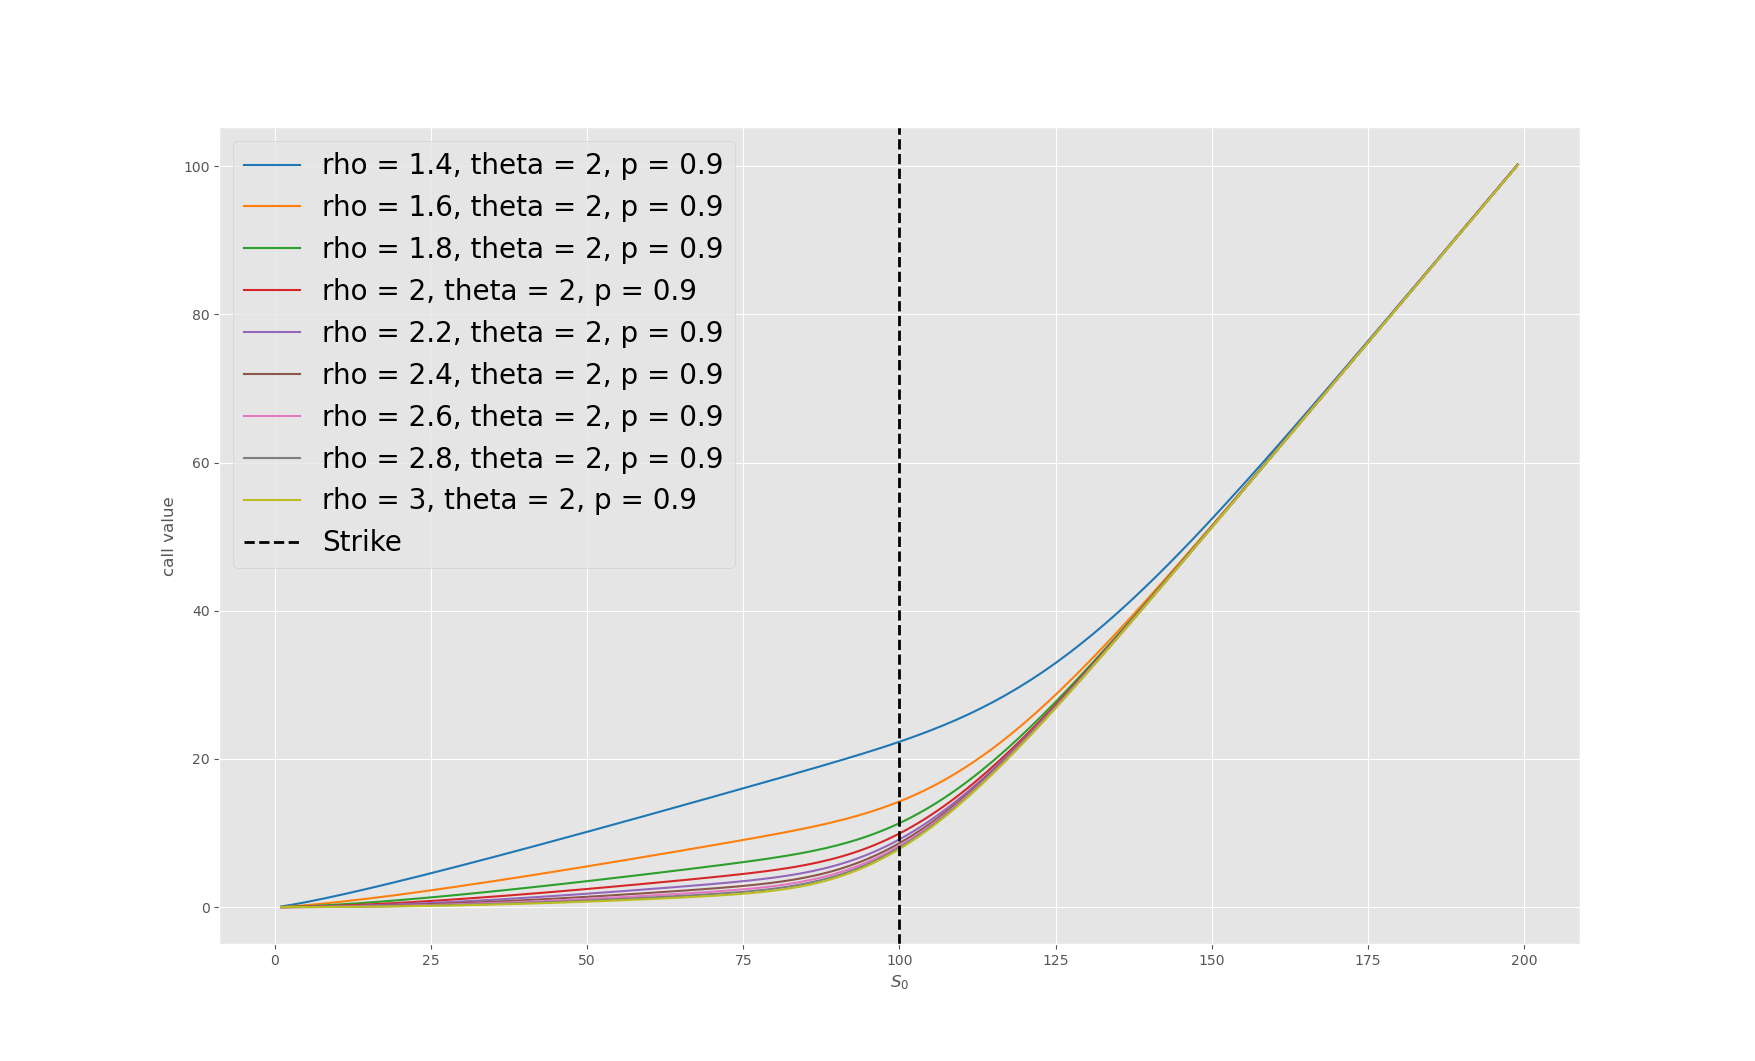 rho = 1.4, theta = 2, p = 0.9
rho = 1.6, theta = 2, p = 0.9
rho = 1.8, theta = 2, p = 0.9
rho = 2, theta = 2, p = 0.9
rho = 2.2, theta = 2, p = 0.9
rho = 2.4, theta = 2, p = 0.9
rho = 2.6, theta = 2, p = 0.9
rho = 2.8, theta = 2, p = 0.9
rho = 3, theta = 2, p = 0.9
Strike
100
80
60
40
20
0
call value
0 25 50 75 100 125 150 175 200
S₀